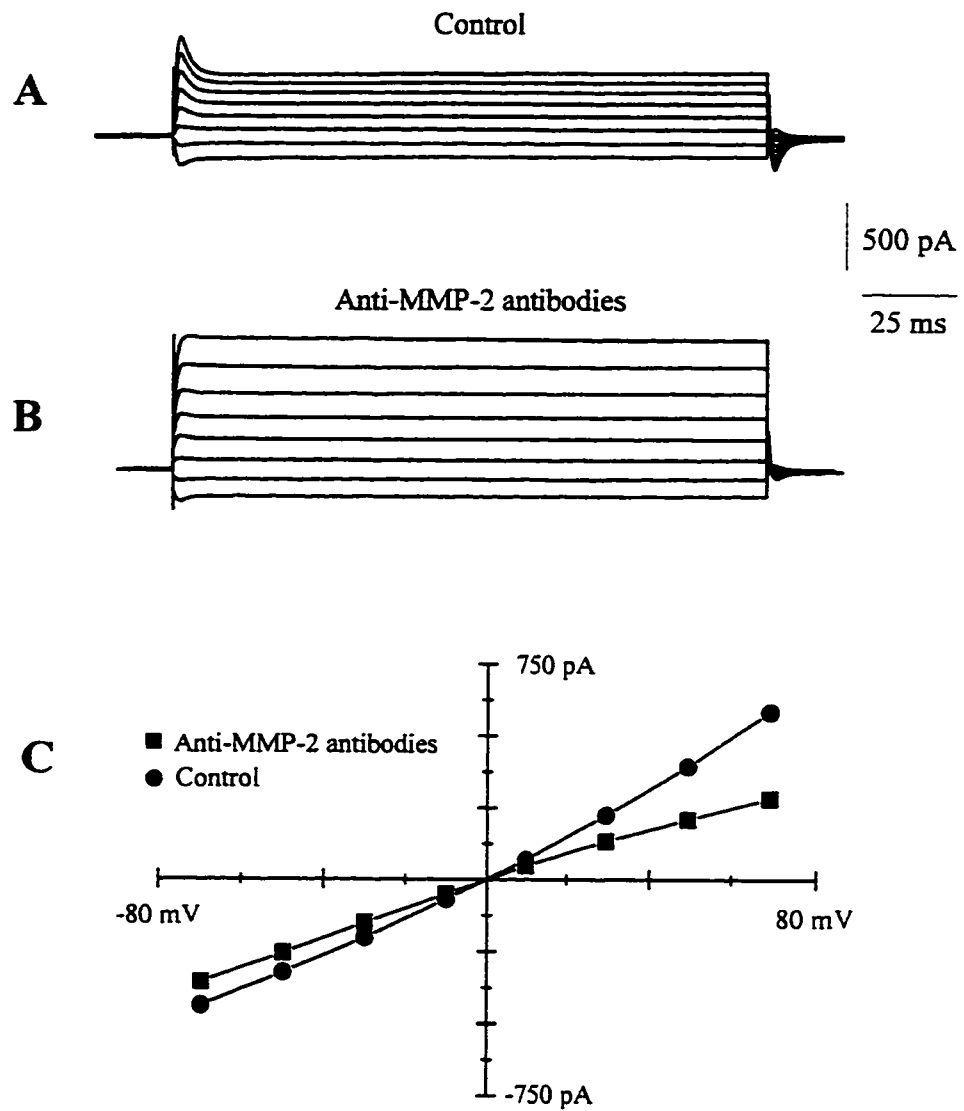 Control
A
500 pA
25 ms
Anti-MMP-2 antibodies
B
750 pA
C
Anti-MMP-2 antibodies
Control
-80 mV
80 mV
-750 pA